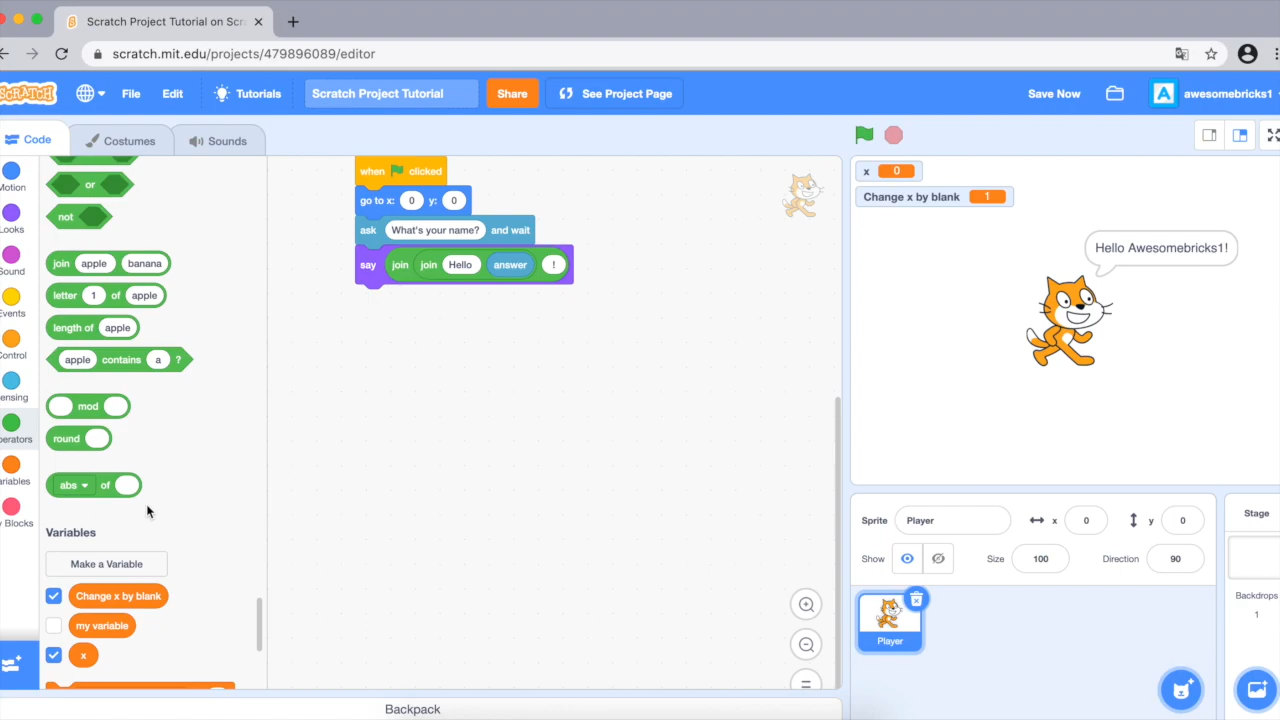 Scratch Project Tutorial on Scr
scratch.mit.edu/projects/479896089/editor
SCRATCH
File
Edit
Tutorials
Scratch Project Tutorial
Share
See Project Page
Save Now
A
awesomebricks1
Code
Costumes
Sounds
Motion
Looks
Sound
Events
Control
ensing
perators
ariables
y Blocks
or
not
join apple banana
letter 1 of apple
length of apple
apple contains a ?
mod
round
abs of
Variables
Make a Variable
Change x by blank
my variable
x
when clicked
go to x: 0 y: 0
ask What's your name? and wait
say join join Hello answer !
Backpack
x 0
Change x by blank 1
Hello Awesomebricks1!
Sprite Player x 0 y 0
Show Size 100 Direction 90
Player
Stage
Backdrops
1